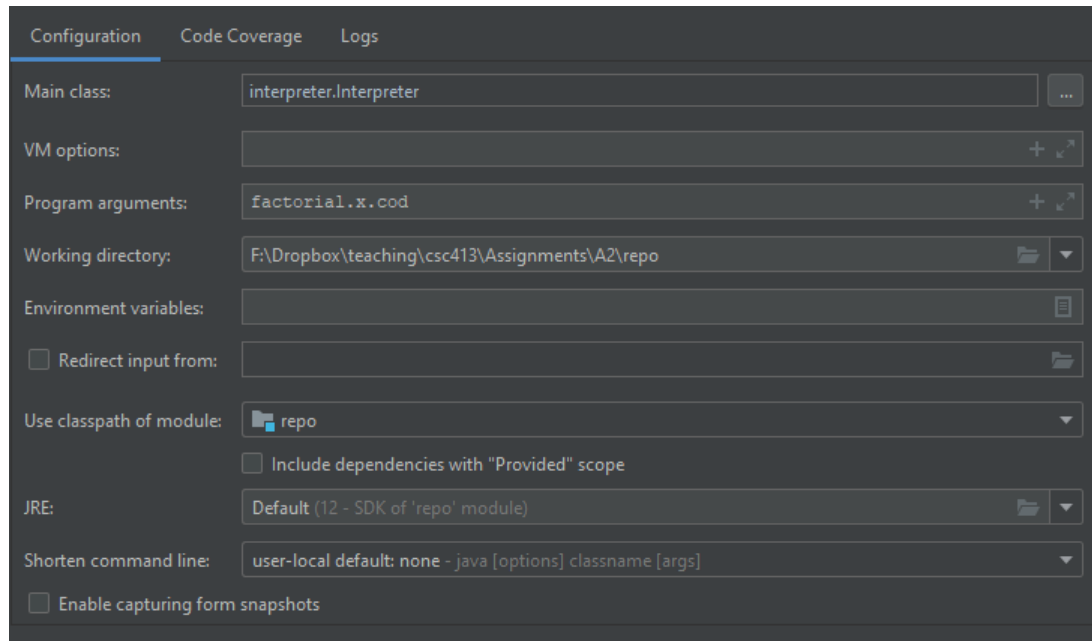 Configuration Code Coverage Logs
Main class: interpreter.Interpreter ...
VM options:
Program arguments: factorial.x.cod
Working directory: F:\Dropbox\teaching\csc413\Assignments\A2\repo
Environment variables:
Redirect input from:
Use classpath of module: repo
Include dependencies with "Provided" scope
JRE: Default (12 - SDK of 'repo' module)
Shorten command line: user-local default: none - java [options] classname [args]
Enable capturing form snapshots